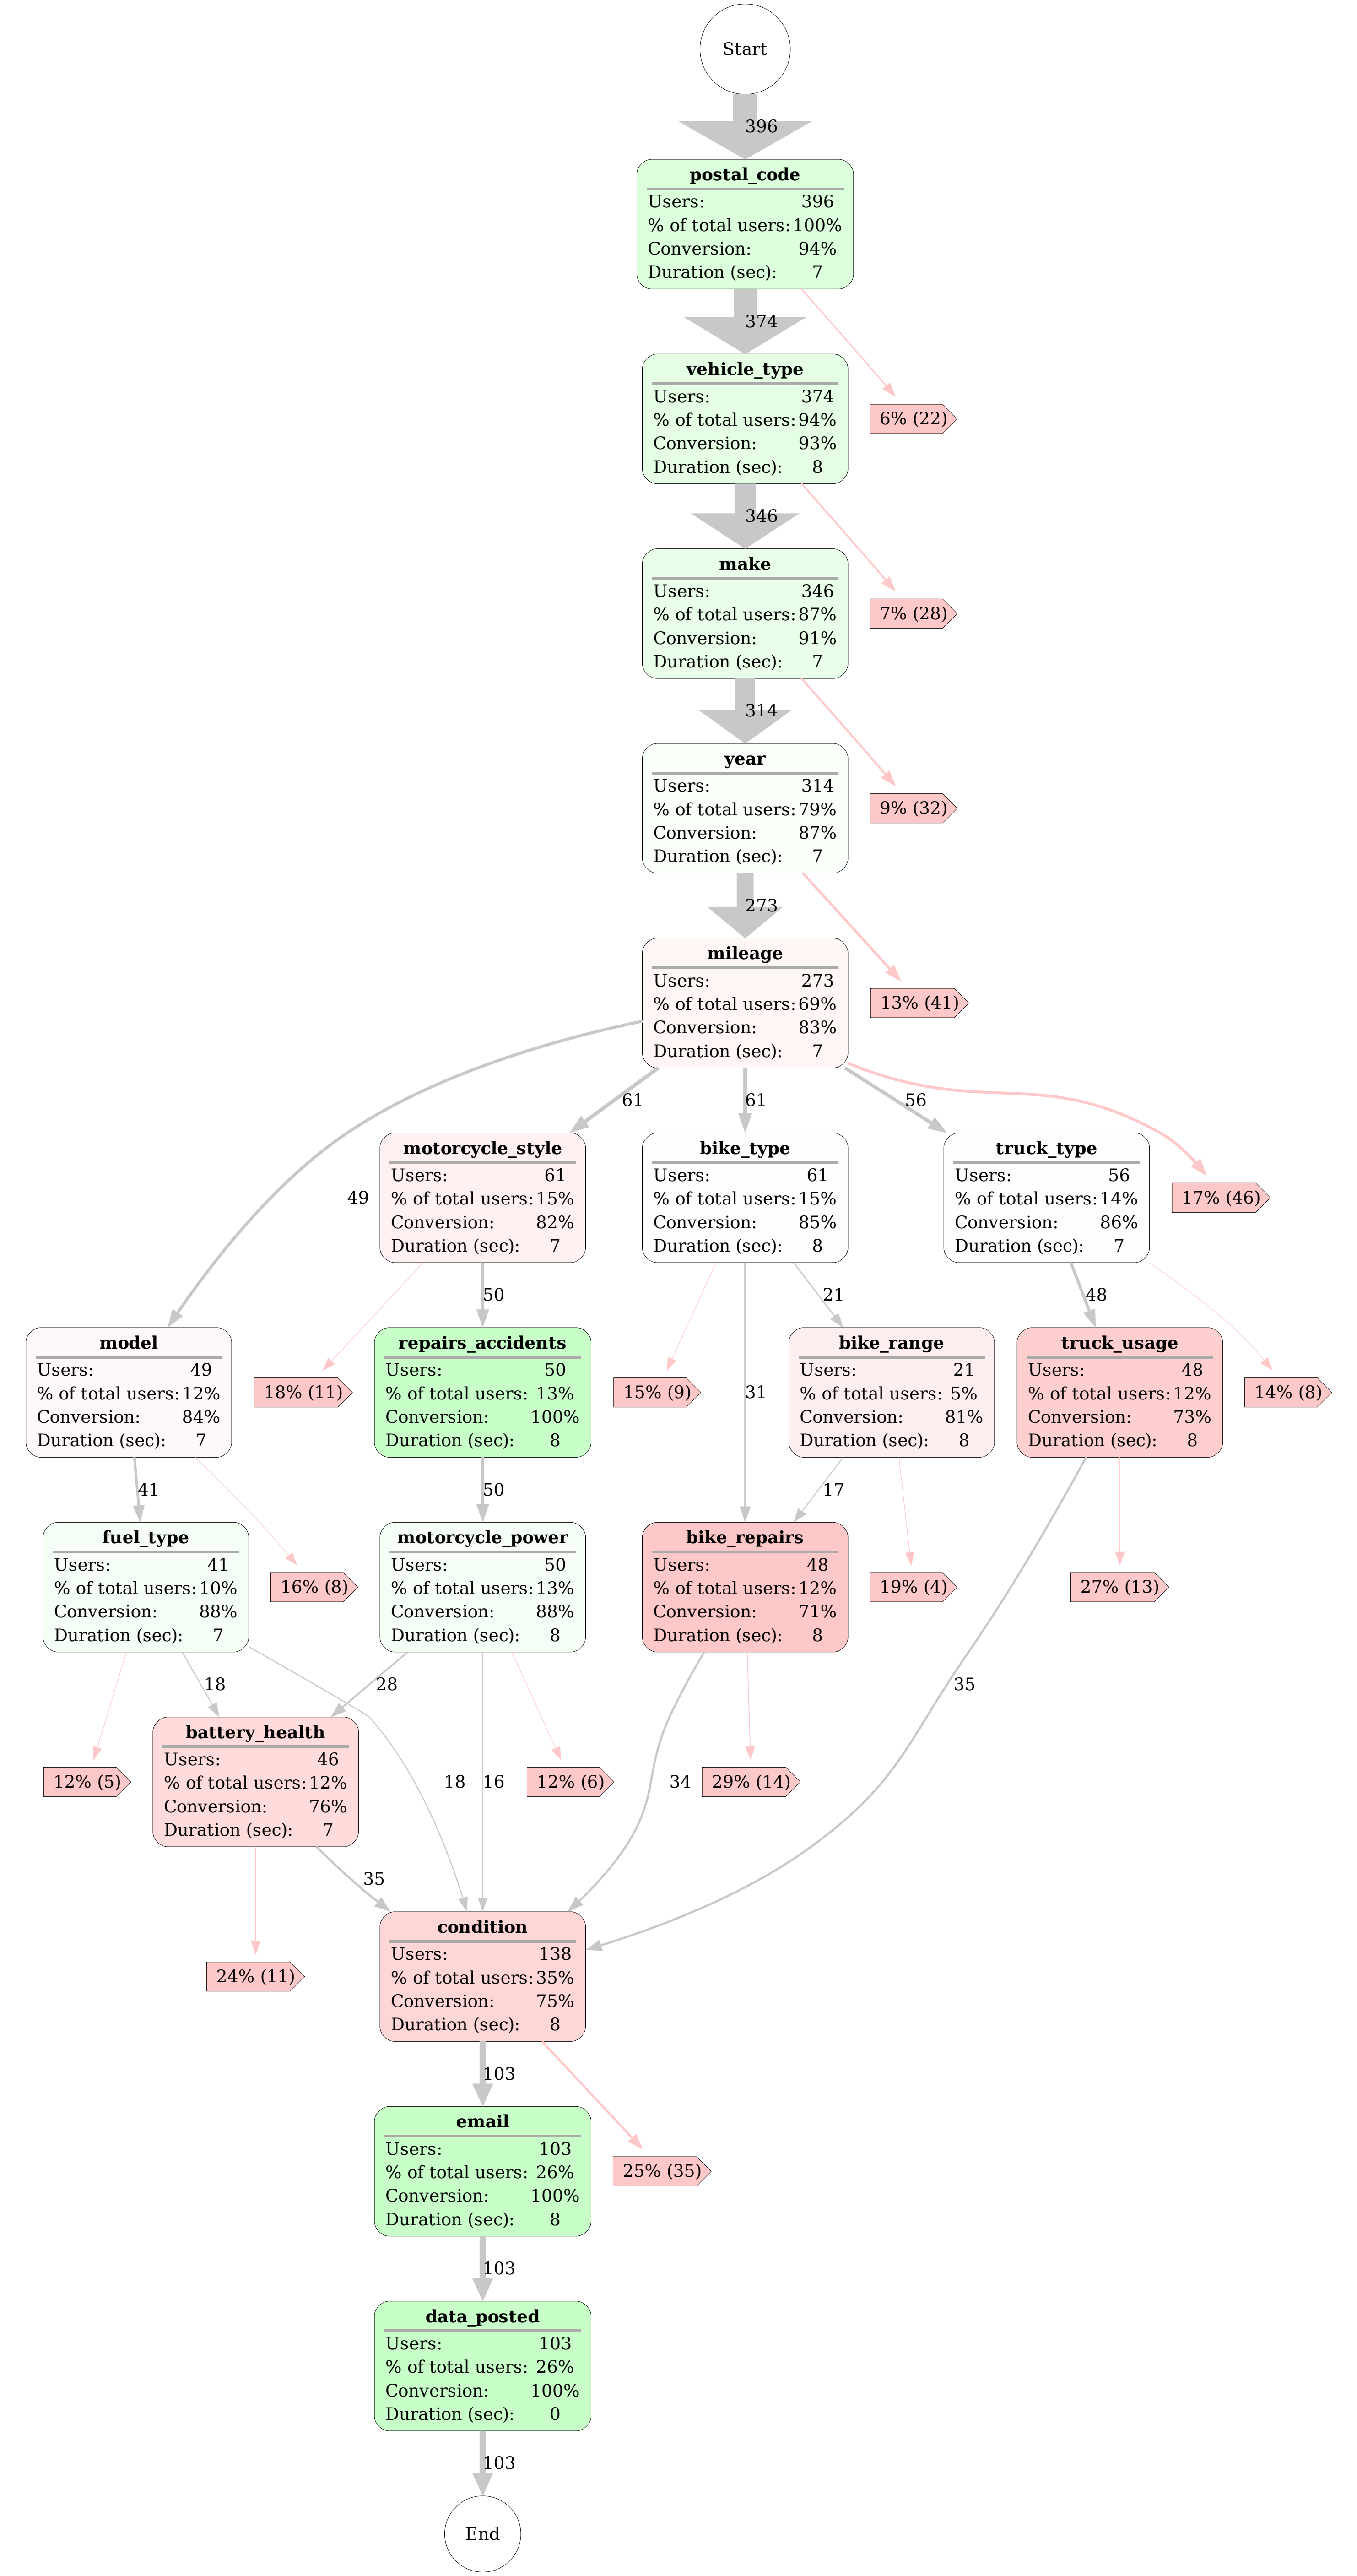 Start
396
postal_code
Users: 396
% of total users: 100%
Conversion: 94%
Duration (sec): 7
374
6% (22)
vehicle_type
Users: 374
% of total users: 94%
Conversion: 93%
Duration (sec): 8
346
7% (28)
make
Users: 346
% of total users: 87%
Conversion: 91%
Duration (sec): 7
314
9% (32)
year
Users: 314
% of total users: 79%
Conversion: 87%
Duration (sec): 7
273
13% (41)
mileage
Users: 273
% of total users: 69%
Conversion: 83%
Duration (sec): 7
49
61
61
56
17% (46)
motorcycle_style
Users: 61
% of total users: 15%
Conversion: 82%
Duration (sec): 7
bike_type
Users: 61
% of total users: 15%
Conversion: 85%
Duration (sec): 8
truck_type
Users: 56
% of total users: 14%
Conversion: 86%
Duration (sec): 7
50
21
48
model
Users: 49
% of total users: 12%
Conversion: 84%
Duration (sec): 7
18% (11)
repairs_accidents
Users: 50
% of total users: 13%
Conversion: 100%
Duration (sec): 8
15% (9)
31
bike_range
Users: 21
% of total users: 5%
Conversion: 81%
Duration (sec): 8
truck_usage
Users: 48
% of total users: 12%
Conversion: 73%
Duration (sec): 8
14% (8)
41
50
17
fuel_type
Users: 41
% of total users: 10%
Conversion: 88%
Duration (sec): 7
16% (8)
motorcycle_power
Users: 50
% of total users: 13%
Conversion: 88%
Duration (sec): 8
bike_repairs
Users: 48
% of total users: 12%
Conversion: 71%
Duration (sec): 8
19% (4)
27% (13)
18
28
35
12% (5)
battery_health
Users: 46
% of total users: 12%
Conversion: 76%
Duration (sec): 7
18
16
12% (6)
34
29% (14)
35
24% (11)
condition
Users: 138
% of total users: 35%
Conversion: 75%
Duration (sec): 8
103
25% (35)
email
Users: 103
% of total users: 26%
Conversion: 100%
Duration (sec): 8
103
data_posted
Users: 103
% of total users: 26%
Conversion: 100%
Duration (sec): 0
103
End